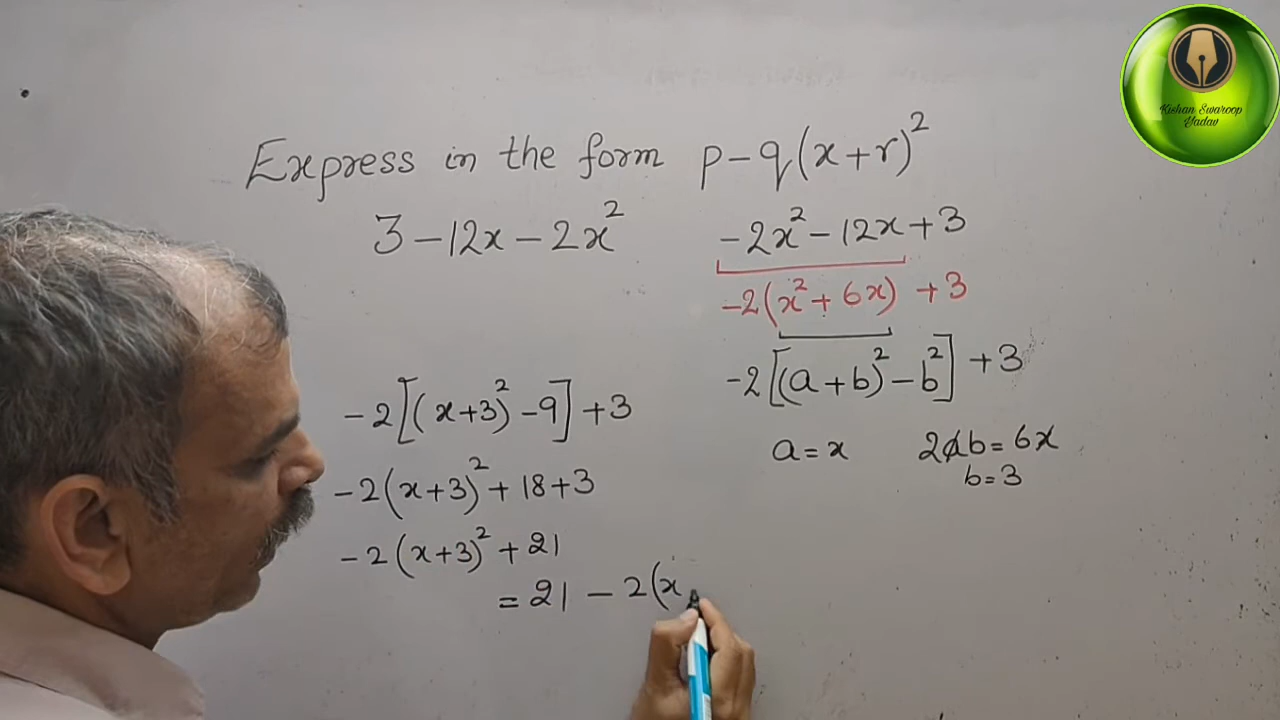 Kishan Swaroop
Yadav
Express in the form p-q(x+r)²
3-12x-2x²
-2x²-12x+3
-2(x²+6x) +3
-2[(a+b)²-b²] +3
a=x 2ab=6x
b=3
-2[(x+3)²-9]+3
-2(x+3)²+18+3
-2(x+3)²+21
=21-2(x